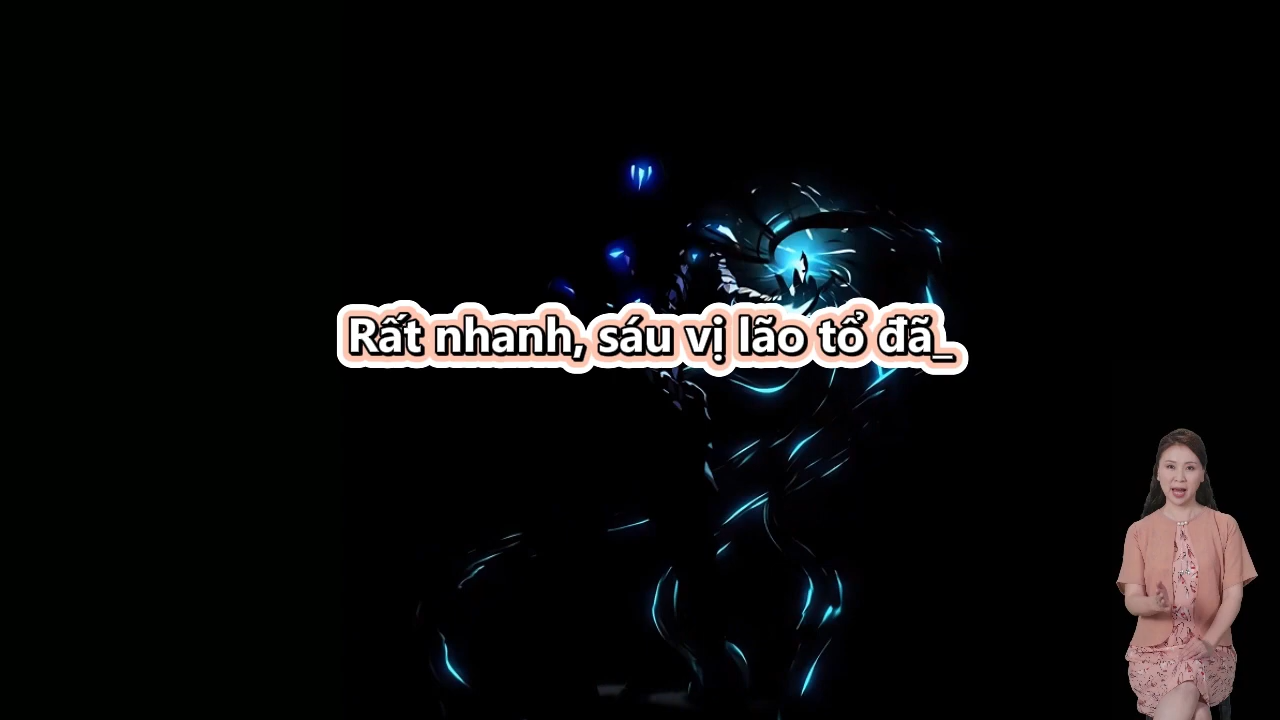 Rất nhanh, sáu vị lão tổ đã_